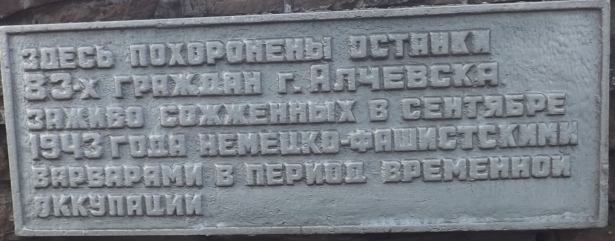 ЗДЕСЬ ПОХОРОНЕНЫ ОСТАНКИ
83-х ГРАЖДАН г. АЛЧЕВСКА
ЗАЖИВО СОЖЖЕННЫХ В СЕНТЯБРЕ
1943 ГОДА НЕМЕЦКО-ФАШИСТСКИМИ
ВАРВАРАМИ В ПЕРИОД ВРЕМЕННОЙ
ОККУПАЦИИ